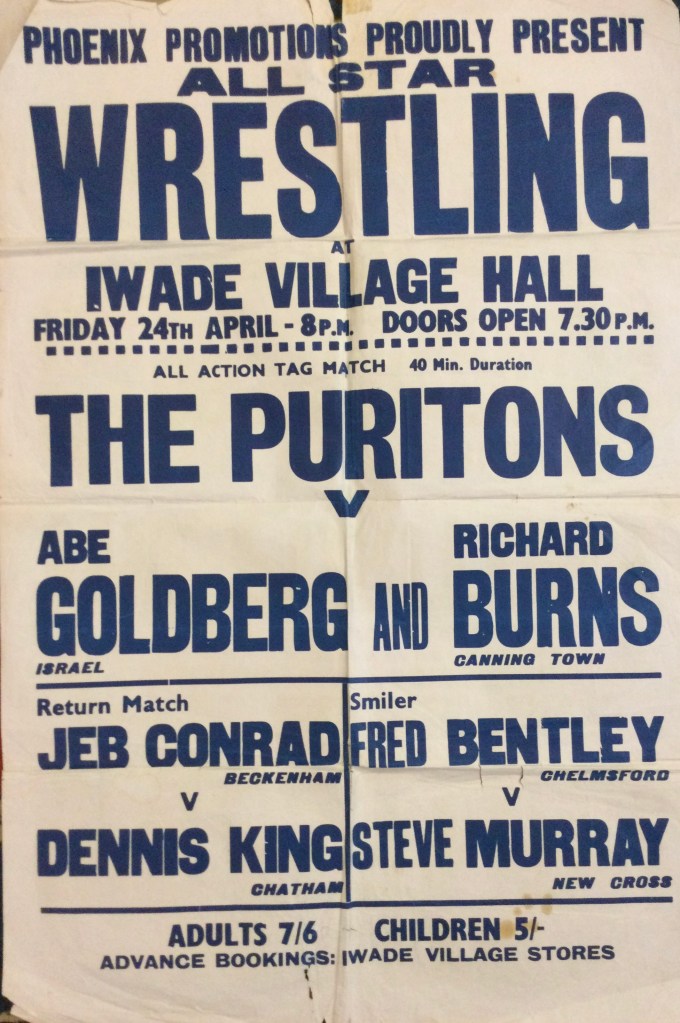 PHOENIX PROMOTIONS PROUDLY PRESENT
ALL STAR
WRESTLING
AT
IWADE VILLAGE HALL
FRIDAY 24TH APRIL - 8 P.M. DOORS OPEN 7.30 P.M.
ALL ACTION TAG MATCH 40 Min. Duration
THE PURITONS
V
ABE
GOLDBERG
ISRAEL
AND
RICHARD
BURNS
CANNING TOWN
Return Match
JEB CONRAD
BECKENHAM
V
DENNIS KING
CHATHAM
Smiler
FRED BENTLEY
CHELMSFORD
V
STEVE MURRAY
NEW CROSS
ADULTS 7/6 CHILDREN 5/-
ADVANCE BOOKINGS: IWADE VILLAGE STORES